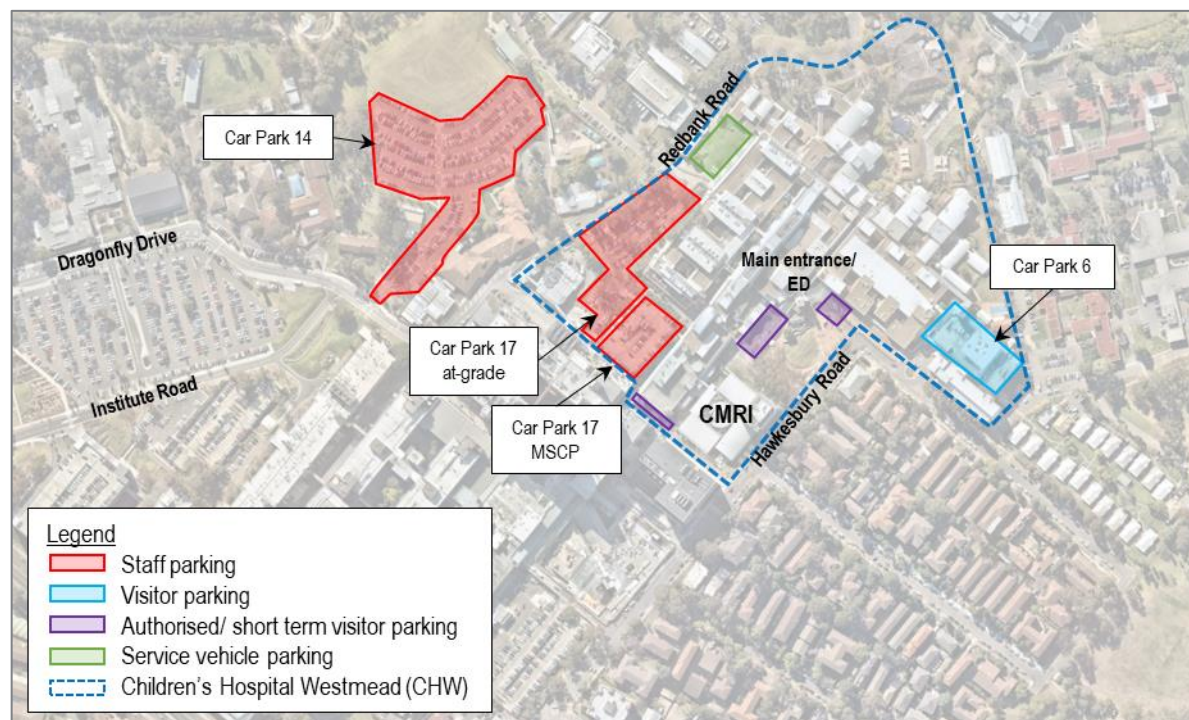 Car Park 14
Redbank Road
Dragonfly Drive
Main entrance/
ED
Car Park 6
Car Park 17
at-grade
Institute Road
Car Park 17
MSCP
CMRI
Hawkesbury Road
Legend
Staff parking
Visitor parking
Authorised/ short term visitor parking
Service vehicle parking
Children's Hospital Westmead (CHW)